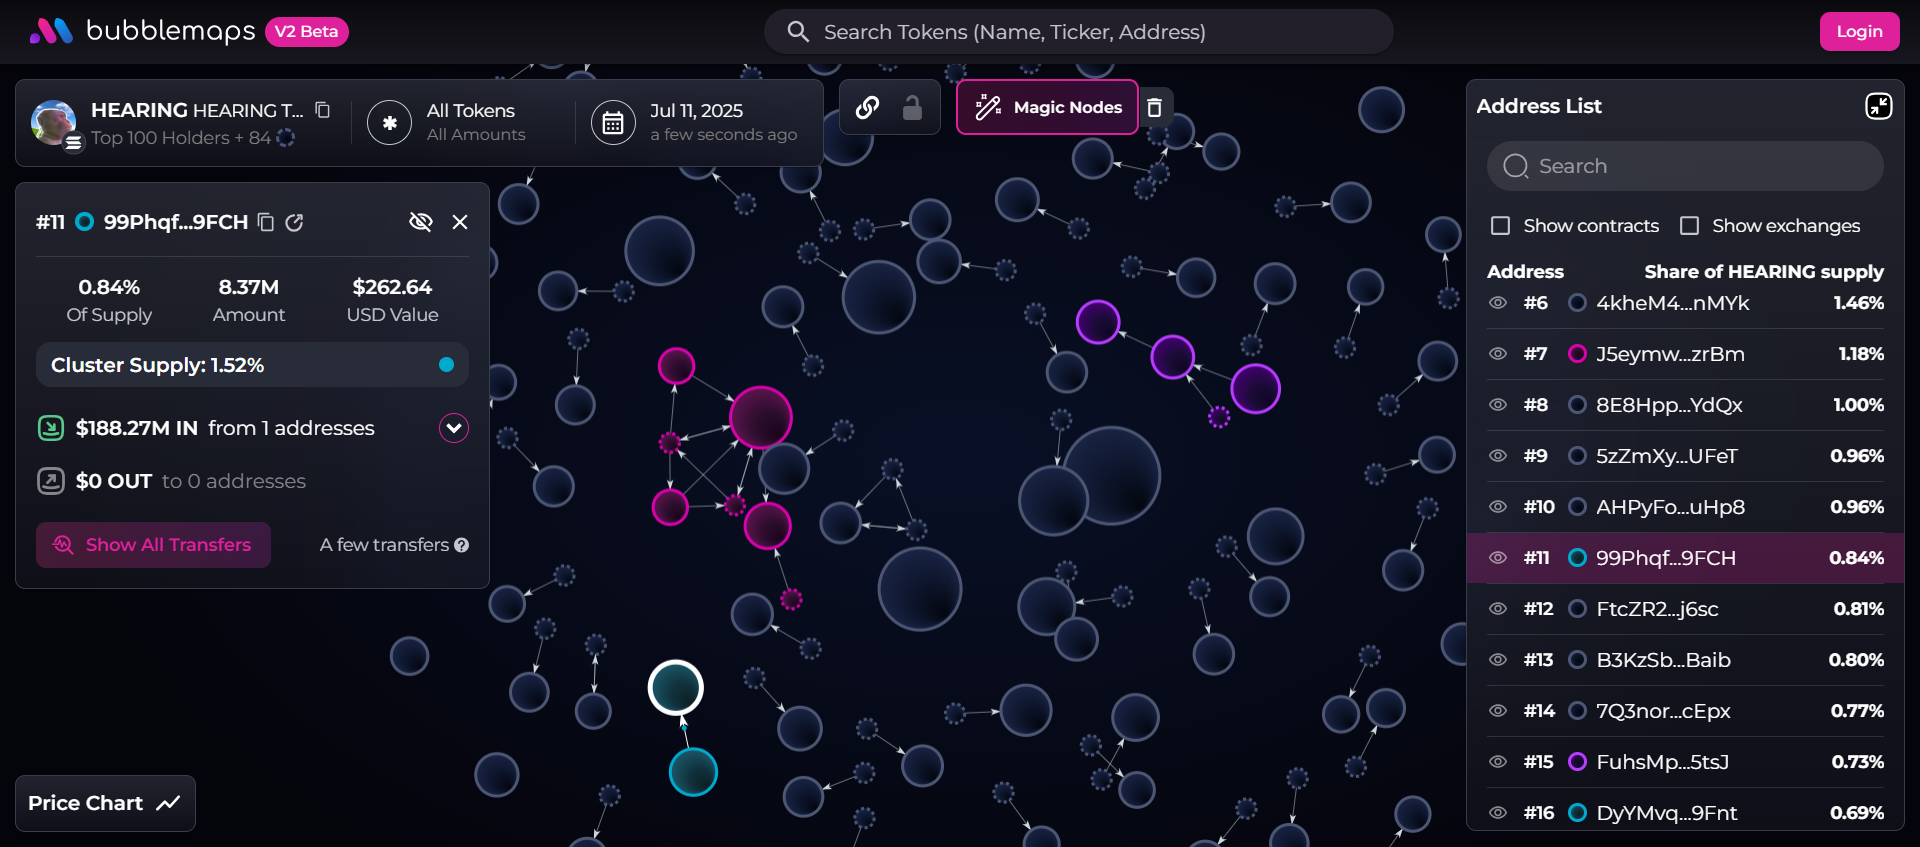 bubblemaps V2 Beta
Search Tokens (Name, Ticker, Address)
Login
HEARING HEARING T...
Top 100 Holders + 84
All Tokens
All Amounts
Jul 11, 2025
a few seconds ago
Magic Nodes
#11 99Phqf...9FCH
0.84% 8.37M $262.64
Of Supply Amount USD Value
Cluster Supply: 1.52%
$188.27M IN from 1 addresses
$0 OUT to 0 addresses
Show All Transfers A few transfers ?
Price Chart
Address List
Search
Show contracts Show exchanges
Address Share of HEARING supply
#6 4kheM4...nMYk 1.46%
#7 J5eymw...zrBm 1.18%
#8 8E8Hpp...YdQx 1.00%
#9 5zZmXy...UFeT 0.96%
#10 AHPyFo...uHp8 0.96%
#11 99Phqf...9FCH 0.84%
#12 FtcZR2...j6sc 0.81%
#13 B3KzSb...Baib 0.80%
#14 7Q3nor...cEpx 0.77%
#15 FuhsMp...5tsJ 0.73%
#16 DyYMvq...9Fnt 0.69%